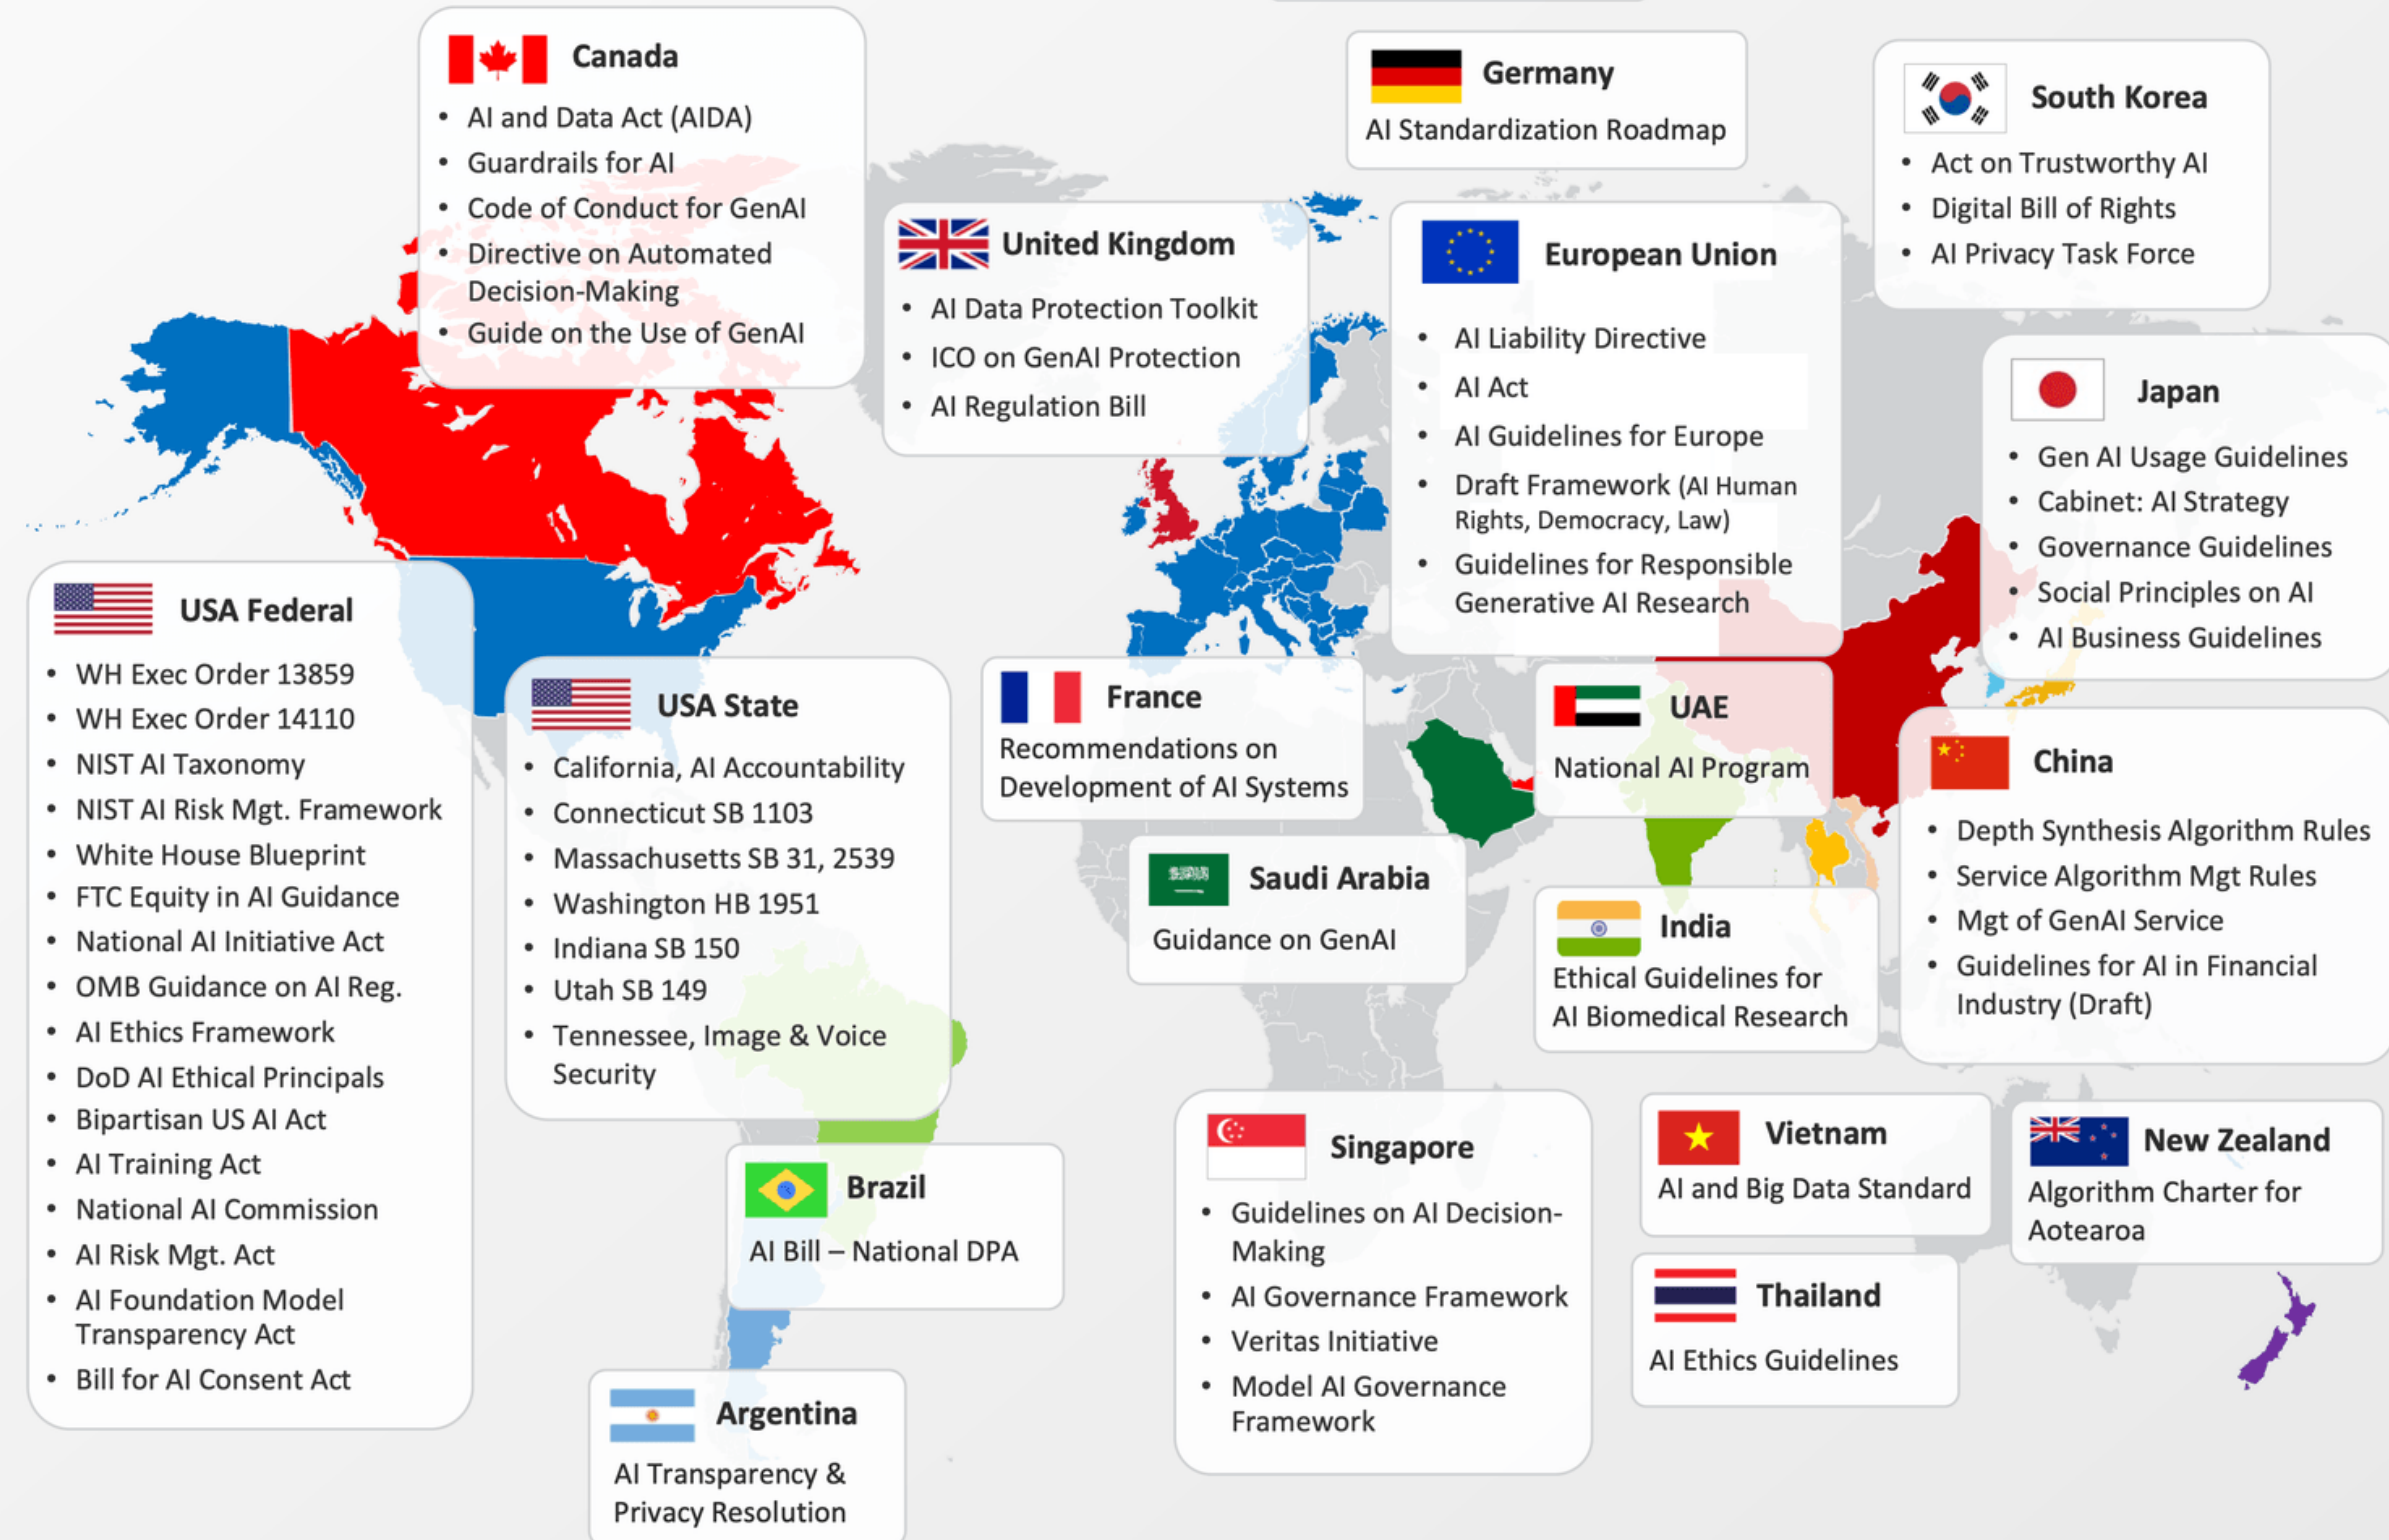 Canada
• AI and Data Act (AIDA)
• Guardrails for AI
• Code of Conduct for GenAI
• Directive on Automated
Decision-Making
• Guide on the Use of GenAI
Germany
AI Standardization Roadmap
South Korea
• Act on Trustworthy AI
• Digital Bill of Rights
• AI Privacy Task Force
United Kingdom
• AI Data Protection Toolkit
• ICO on GenAI Protection
• AI Regulation Bill
European Union
• AI Liability Directive
• AI Act
• AI Guidelines for Europe
• Draft Framework (AI Human
Rights, Democracy, Law)
• Guidelines for Responsible
Generative AI Research
Japan
• Gen AI Usage Guidelines
• Cabinet: AI Strategy
• Governance Guidelines
• Social Principles on AI
• AI Business Guidelines
USA Federal
• WH Exec Order 13859
• WH Exec Order 14110
• NIST AI Taxonomy
• NIST AI Risk Mgt. Framework
• White House Blueprint
• FTC Equity in AI Guidance
• National AI Initiative Act
• OMB Guidance on AI Reg.
• AI Ethics Framework
• DoD AI Ethical Principals
• Bipartisan US AI Act
• AI Training Act
• National AI Commission
• AI Risk Mgt. Act
• AI Foundation Model
Transparency Act
• Bill for AI Consent Act
USA State
• California, AI Accountability
• Connecticut SB 1103
• Massachusetts SB 31, 2539
• Washington HB 1951
• Indiana SB 150
• Utah SB 149
• Tennessee, Image & Voice
Security
France
Recommendations on
Development of AI Systems
UAE
National AI Program
China
• Depth Synthesis Algorithm Rules
• Service Algorithm Mgt Rules
• Mgt of GenAI Service
• Guidelines for AI in Financial
Industry (Draft)
Saudi Arabia
Guidance on GenAI
India
Ethical Guidelines for
AI Biomedical Research
Brazil
AI Bill – National DPA
Singapore
• Guidelines on AI Decision-
Making
• AI Governance Framework
• Veritas Initiative
• Model AI Governance
Framework
Vietnam
AI and Big Data Standard
New Zealand
Algorithm Charter for
Aotearoa
Thailand
AI Ethics Guidelines
Argentina
AI Transparency &
Privacy Resolution